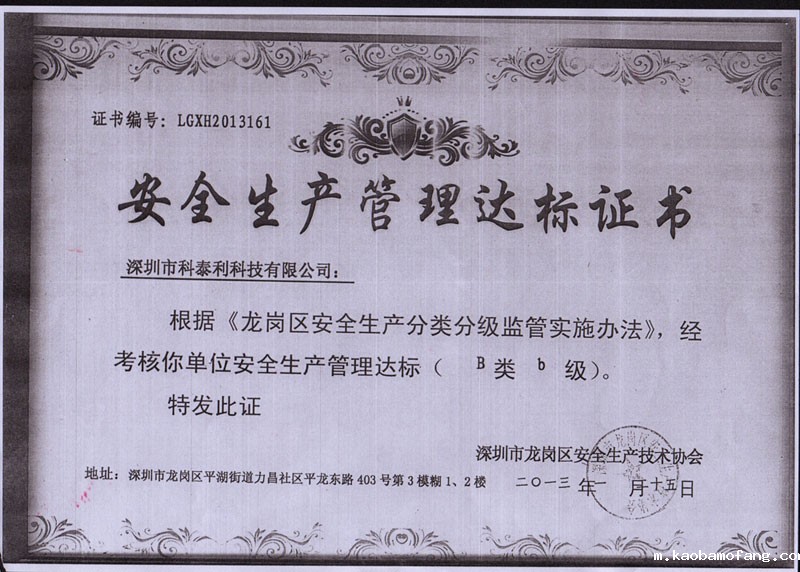 证书编号：LGXH2013161
安全生产管理达标证书
深圳市科泰利科技有限公司：
根据《龙岗区安全生产分类分级监管实施办法》，经
考核你单位安全生产管理达标（ B类 b 级）。
特发此证
深圳市龙岗区安全生产技术协会
地址：深圳市龙岗区平湖街道力昌社区平龙东路403号第3模糊1、2楼
二〇一三年一月十五日
m.kaobamofang.com